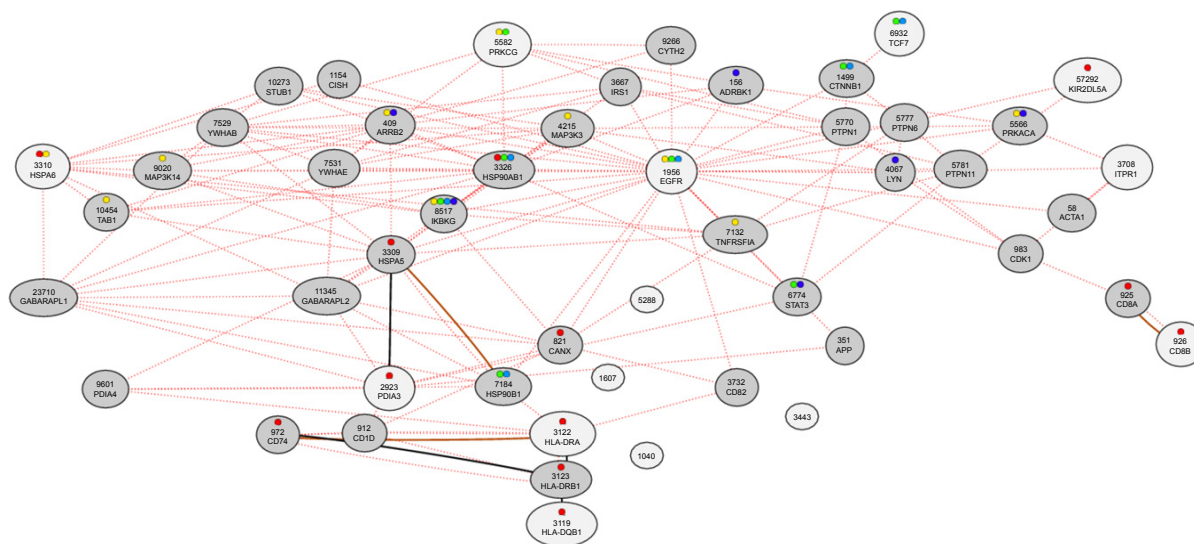 6932
TCF7
5582
PRKCG
9266
CYTH2
1154
CISH
10273
STUB1
3667
IRS1
156
ADRBK1
1499
CTNNB1
57292
KIR2DL5A
7529
YWHAB
409
ARRB2
4215
MAP3K3
5770
PTPN1
5777
PTPN6
5566
PRKACA
3310
HSPA6
9020
MAP3K14
7531
YWHAE
3326
HSP90AB1
1956
EGFR
4067
LYN
5781
PTPN11
3708
ITPR1
10454
TAB1
8517
IKBKG
7132
TNFRSFIA
58
ACTA1
3309
HSPA5
983
CDK1
23710
GABARAPL1
11345
GABARAPL2
5288
6774
STAT3
925
CD8A
821
CANX
351
APP
926
CD8B
9601
PDIA4
2923
PDIA3
7184
HSP90B1
1607
3732
CD82
3443
972
CD74
912
CD1D
3122
HLA-DRA
1040
3123
HLA-DRB1
3119
HLA-DQB1